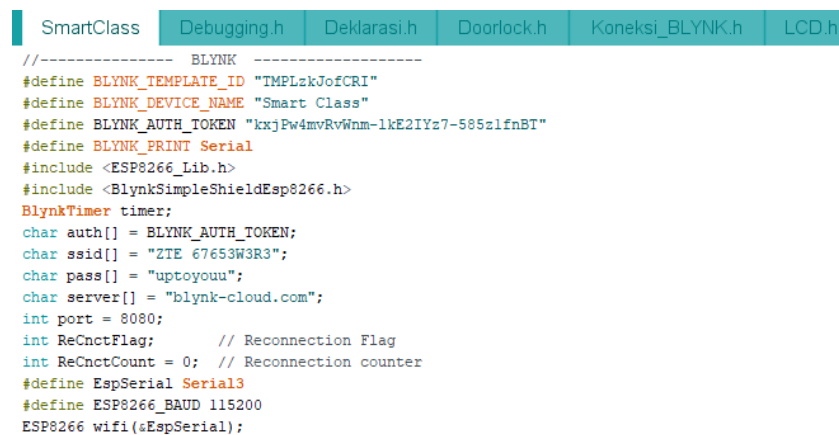 SmartClass Debugging.h Deklarasi.h Doorlock.h Koneksi_BLYNK.h LCD.h
//--------------- BLYNK -------------------
#define BLYNK_TEMPLATE_ID "TMPLzkJofCRI"
#define BLYNK_DEVICE_NAME "Smart Class"
#define BLYNK_AUTH_TOKEN "kxjPw4mvRvWnm-lkE2IYz7-585zlfnBT"
#define BLYNK_PRINT Serial
#include <ESP8266_Lib.h>
#include <BlynkSimpleShieldEsp8266.h>
BlynkTimer timer;
char auth[] = BLYNK_AUTH_TOKEN;
char ssid[] = "ZTE 67653W3R3";
char pass[] = "uptoyouu";
char server[] = "blynk-cloud.com";
int port = 8080;
int ReCnctFlag; // Reconnection Flag
int ReCnctCount = 0; // Reconnection counter
#define EspSerial Serial3
#define ESP8266_BAUD 115200
ESP8266 wifi(&EspSerial);